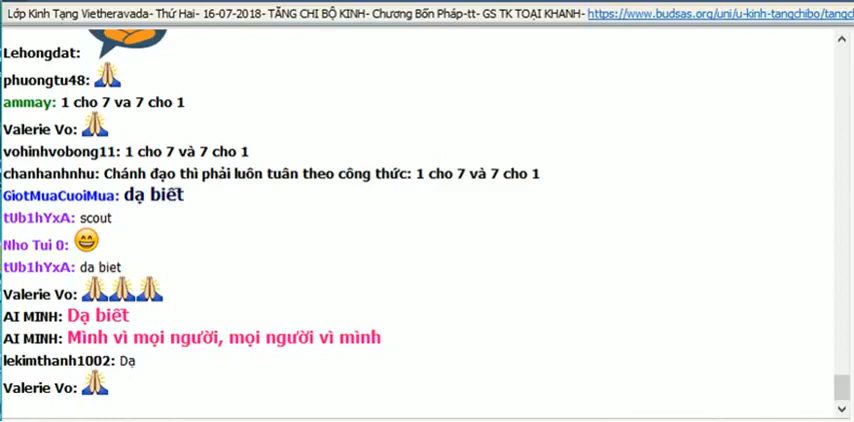 Lớp Kinh Tạng Vietheravada- Thứ Hai- 16-07-2018- TĂNG CHI BỘ KINH- Chương Bốn Pháp-tt- GS TK TOẠI KHANH- https://www.budsas.org/uni/u-kinh-tangchibo/tangc
Lehongdat:
phuongtu48:
ammay: 1 cho 7 va 7 cho 1
Valerie Vo:
vohinhvobong11: 1 cho 7 và 7 cho 1
chanhanhnhu: Chánh đạo thì phải luôn tuân theo công thức: 1 cho 7 và 7 cho 1
GiotMuaCuoiMua: dạ biết
tUb1hYxA: scout
Nho Tui 0:
tUb1hYxA: da biet
Valerie Vo:
AI MINH: Dạ biết
AI MINH: Mình vì mọi người, mọi người vì mình
lekimthanh1002: Dạ
Valerie Vo: